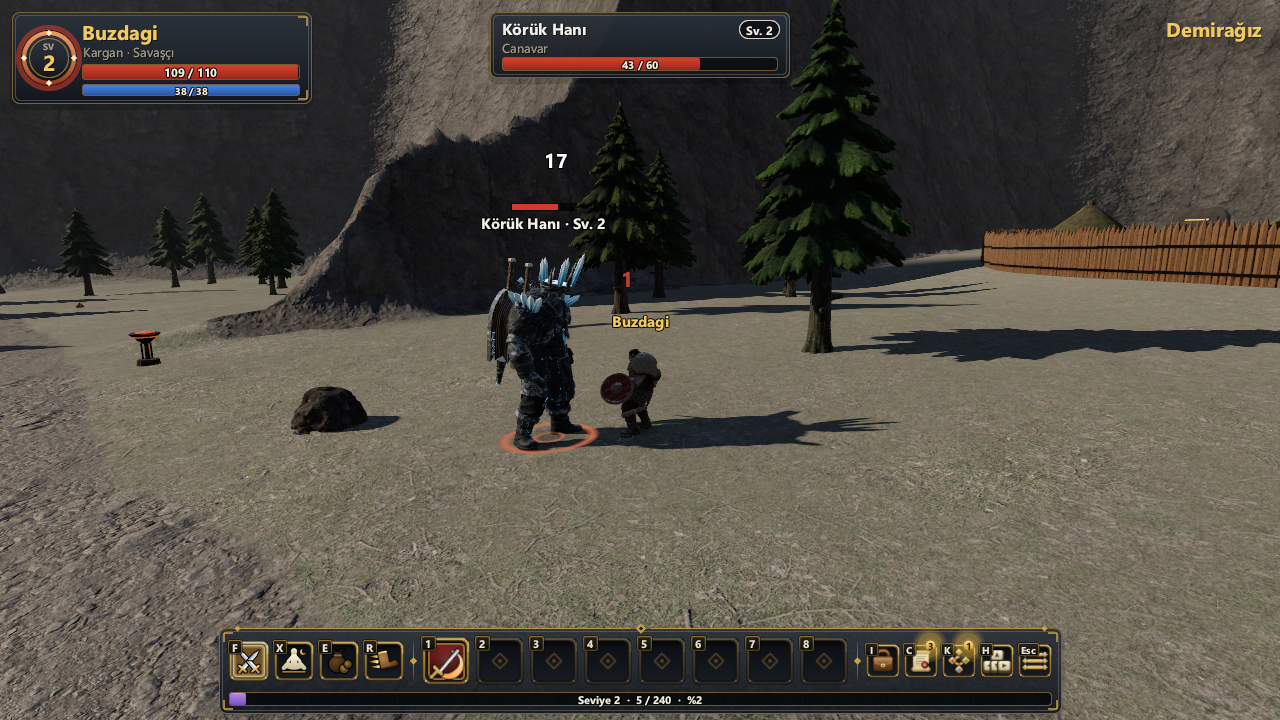 SV
2
Buzdagi
Kargan · Savaşçı
109 / 110
38 / 38
Körük Hanı
Sv. 2
Canavar
43 / 60
Demirağız
17
Körük Hanı · Sv. 2
1
Buzdagi
F
X
E
R
1
2
3
4
5
6
7
8
I
C
3
K
1
H
Esc
Seviye 2 · 5 / 240 · %2